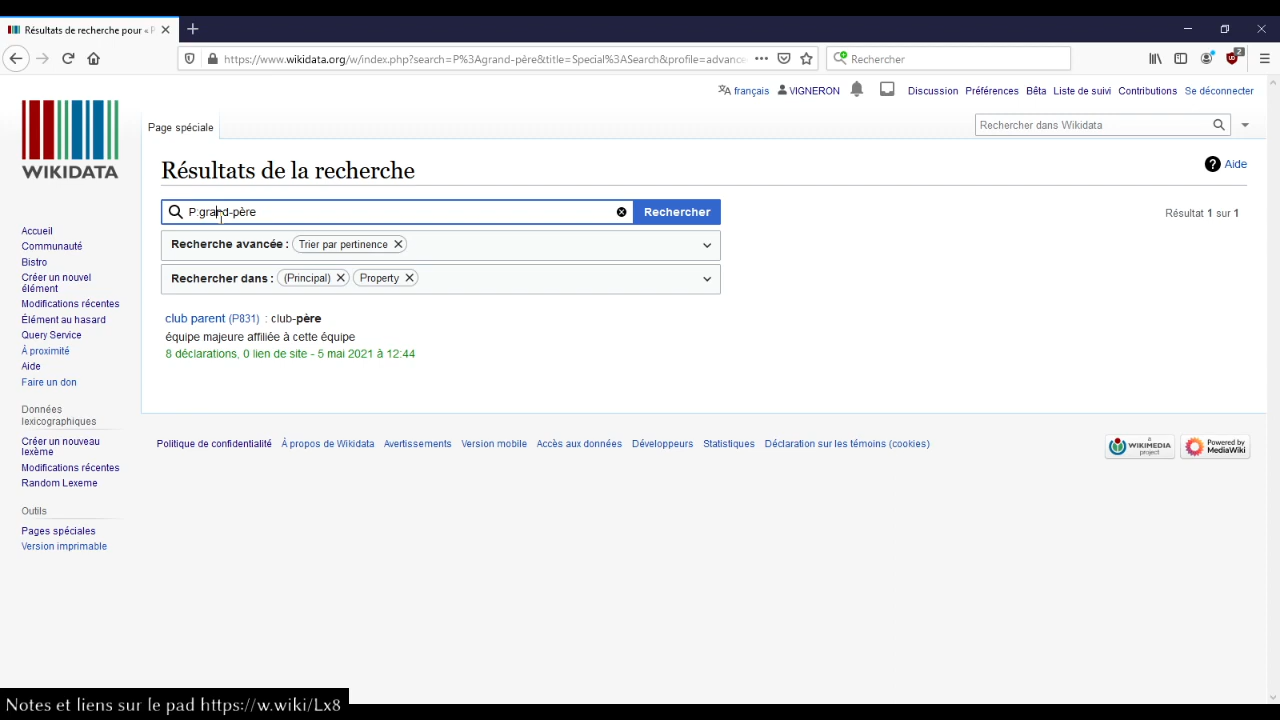 Résultats de recherche pour « P
https://www.wikidata.org/w/index.php?search=P%3Agrand-père&title=Special%3ASearch&profile=advance
Rechercher
2
français
VIGNERON
Discussion
Préférences
Bêta
Liste de suivi
Contributions
Se déconnecter
WIKIDATA
Page spéciale
Rechercher dans Wikidata
Résultats de la recherche
Aide
P:grand-père
Rechercher
Résultat 1 sur 1
Recherche avancée : Trier par pertinence
Rechercher dans : (Principal) Property
club parent (P831) : club-père
équipe majeure affiliée à cette équipe
8 déclarations, 0 lien de site - 5 mai 2021 à 12:44
Accueil
Communauté
Bistro
Créer un nouvel
élément
Modifications récentes
Élément au hasard
Query Service
À proximité
Aide
Faire un don
Données
lexicographiques
Créer un nouveau
lexème
Modifications récentes
Random Lexeme
Outils
Pages spéciales
Version imprimable
Politique de confidentialité
À propos de Wikidata
Avertissements
Version mobile
Accès aux données
Développeurs
Statistiques
Déclaration sur les témoins (cookies)
a
WIKIMEDIA
project
Powered by
MediaWiki
Notes et liens sur le pad https://w.wiki/Lx8